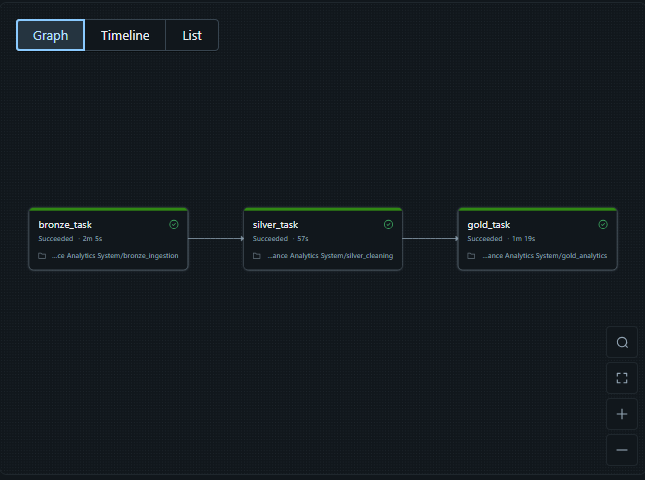 Graph Timeline List
bronze_task
Succeeded · 2m 5s
...ce Analytics System/bronze_ingestion
silver_task
Succeeded · 57s
...ance Analytics System/silver_cleaning
gold_task
Succeeded · 1m 19s
...ance Analytics System/gold_analytics